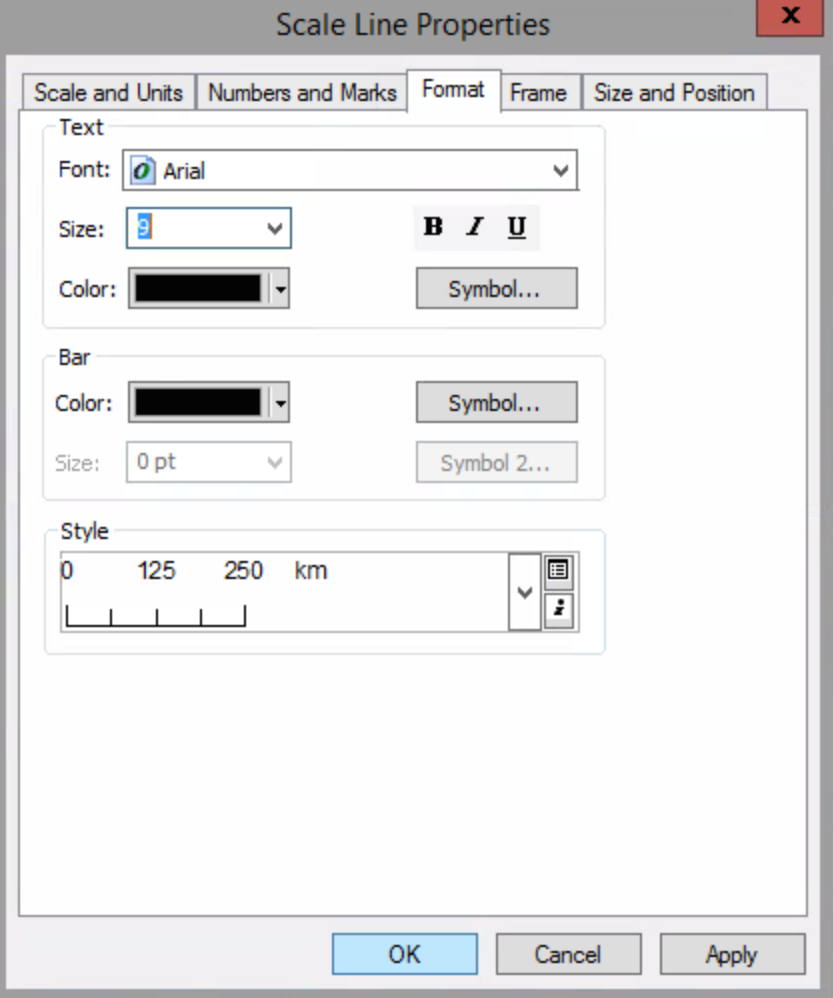 Scale Line Properties
x
Scale and Units Numbers and Marks Format Frame Size and Position
Text
Font: O Arial
Size: 9 B I U
Color: Symbol...
Bar
Color: Symbol...
Size: 0 pt Symbol 2...
Style
0 125 250 km
i
OK Cancel Apply